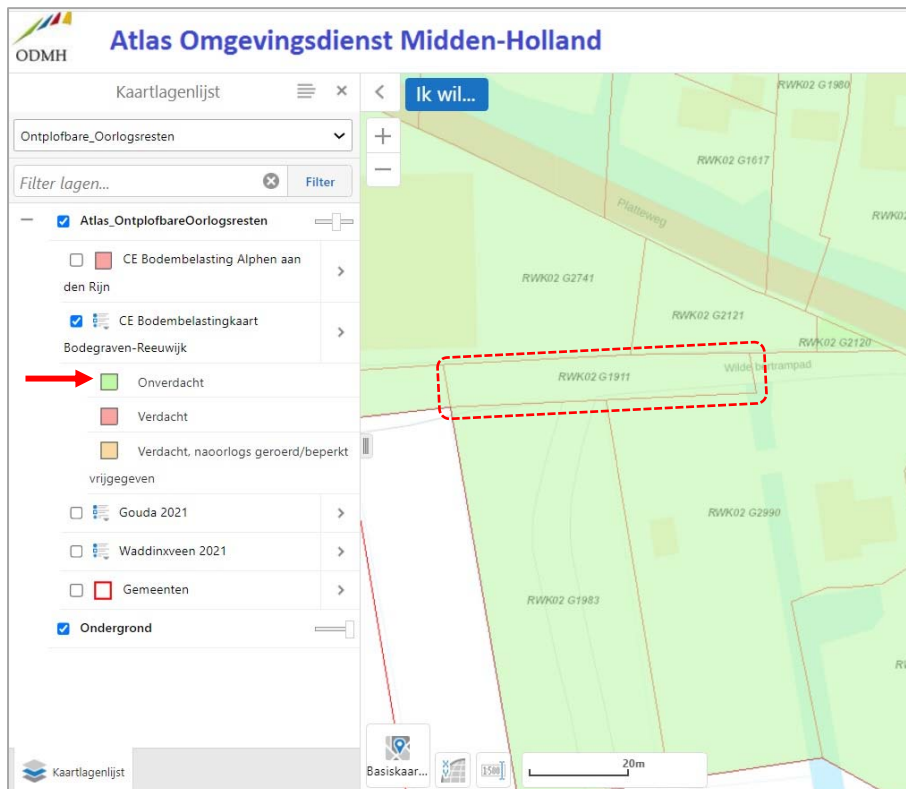 ODMH
Atlas Omgevingsdienst Midden-Holland
Kaartlagenlijst
Ontplofbare_Oorlogsresten
Filter lagen...
Filter
Atlas_OntplofbareOorlogsresten
CE Bodembelasting Alphen aan
den Rijn
CE Bodembelastingkaart
Bodegraven-Reeuwijk
Onverdacht
Verdacht
Verdacht, naoorlogs geroerd/beperkt
vrijgegeven
Gouda 2021
Waddinxveen 2021
Gemeenten
Ondergrond
Kaartlagenlijst
Ik wil...
RWK02 G1980
RWK02 G1617
Platteweg
RWK02
RWK02 G2741
RWK02 G2121
RWK02 G2120
Wilde bertrampad
RWK02 G1911
RWK02 G2990
RWK02 G1983
Basiskaar...
X
Y
1:500
20m